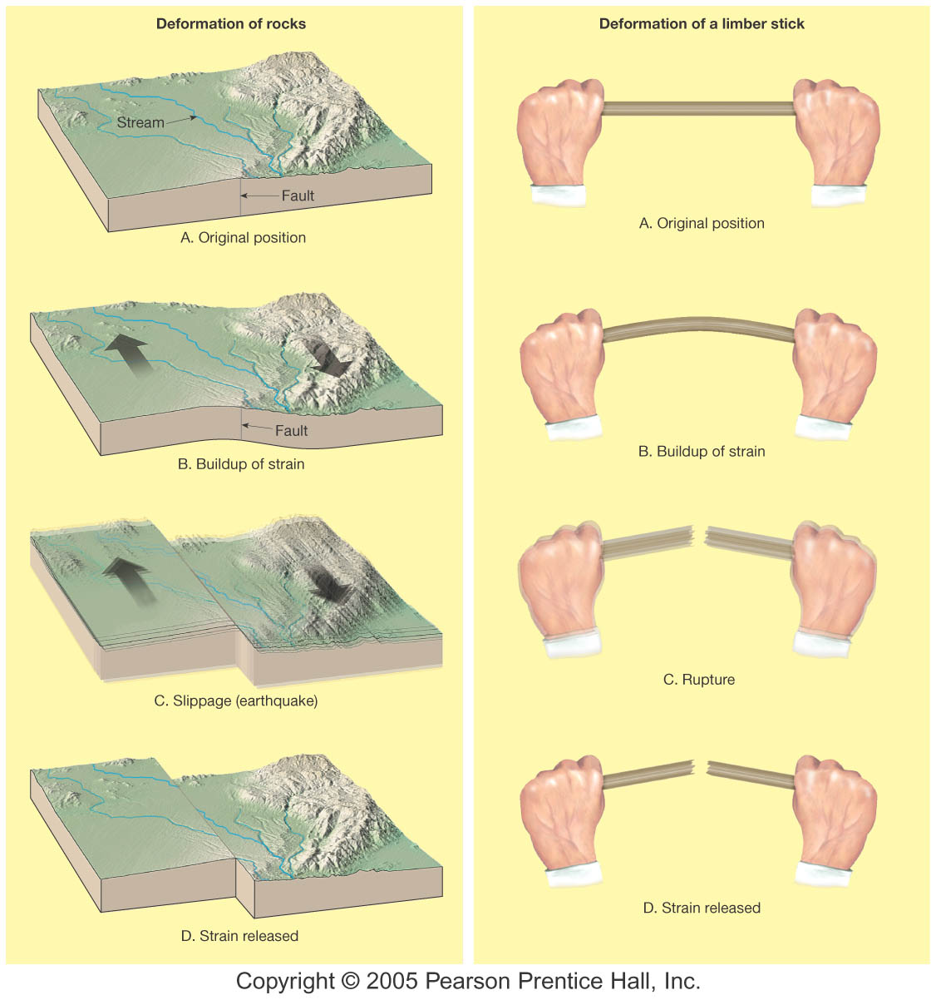 Deformation of rocks
Stream
Fault
A. Original position
Fault
B. Buildup of strain
C. Slippage (earthquake)
D. Strain released
Deformation of a limber stick
A. Original position
B. Buildup of strain
C. Rupture
D. Strain released
Copyright © 2005 Pearson Prentice Hall, Inc.